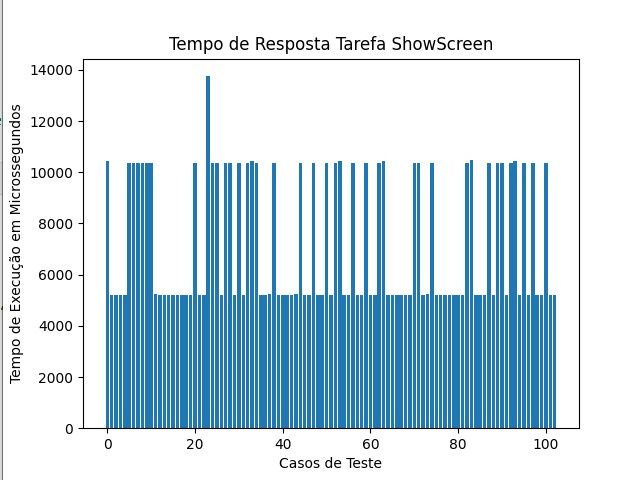 Tempo de Resposta Tarefa ShowScreen
Tempo de Execução em Microssegundos
14000
12000
10000
8000
6000
4000
2000
0
0 20 40 60 80 100
Casos de Teste